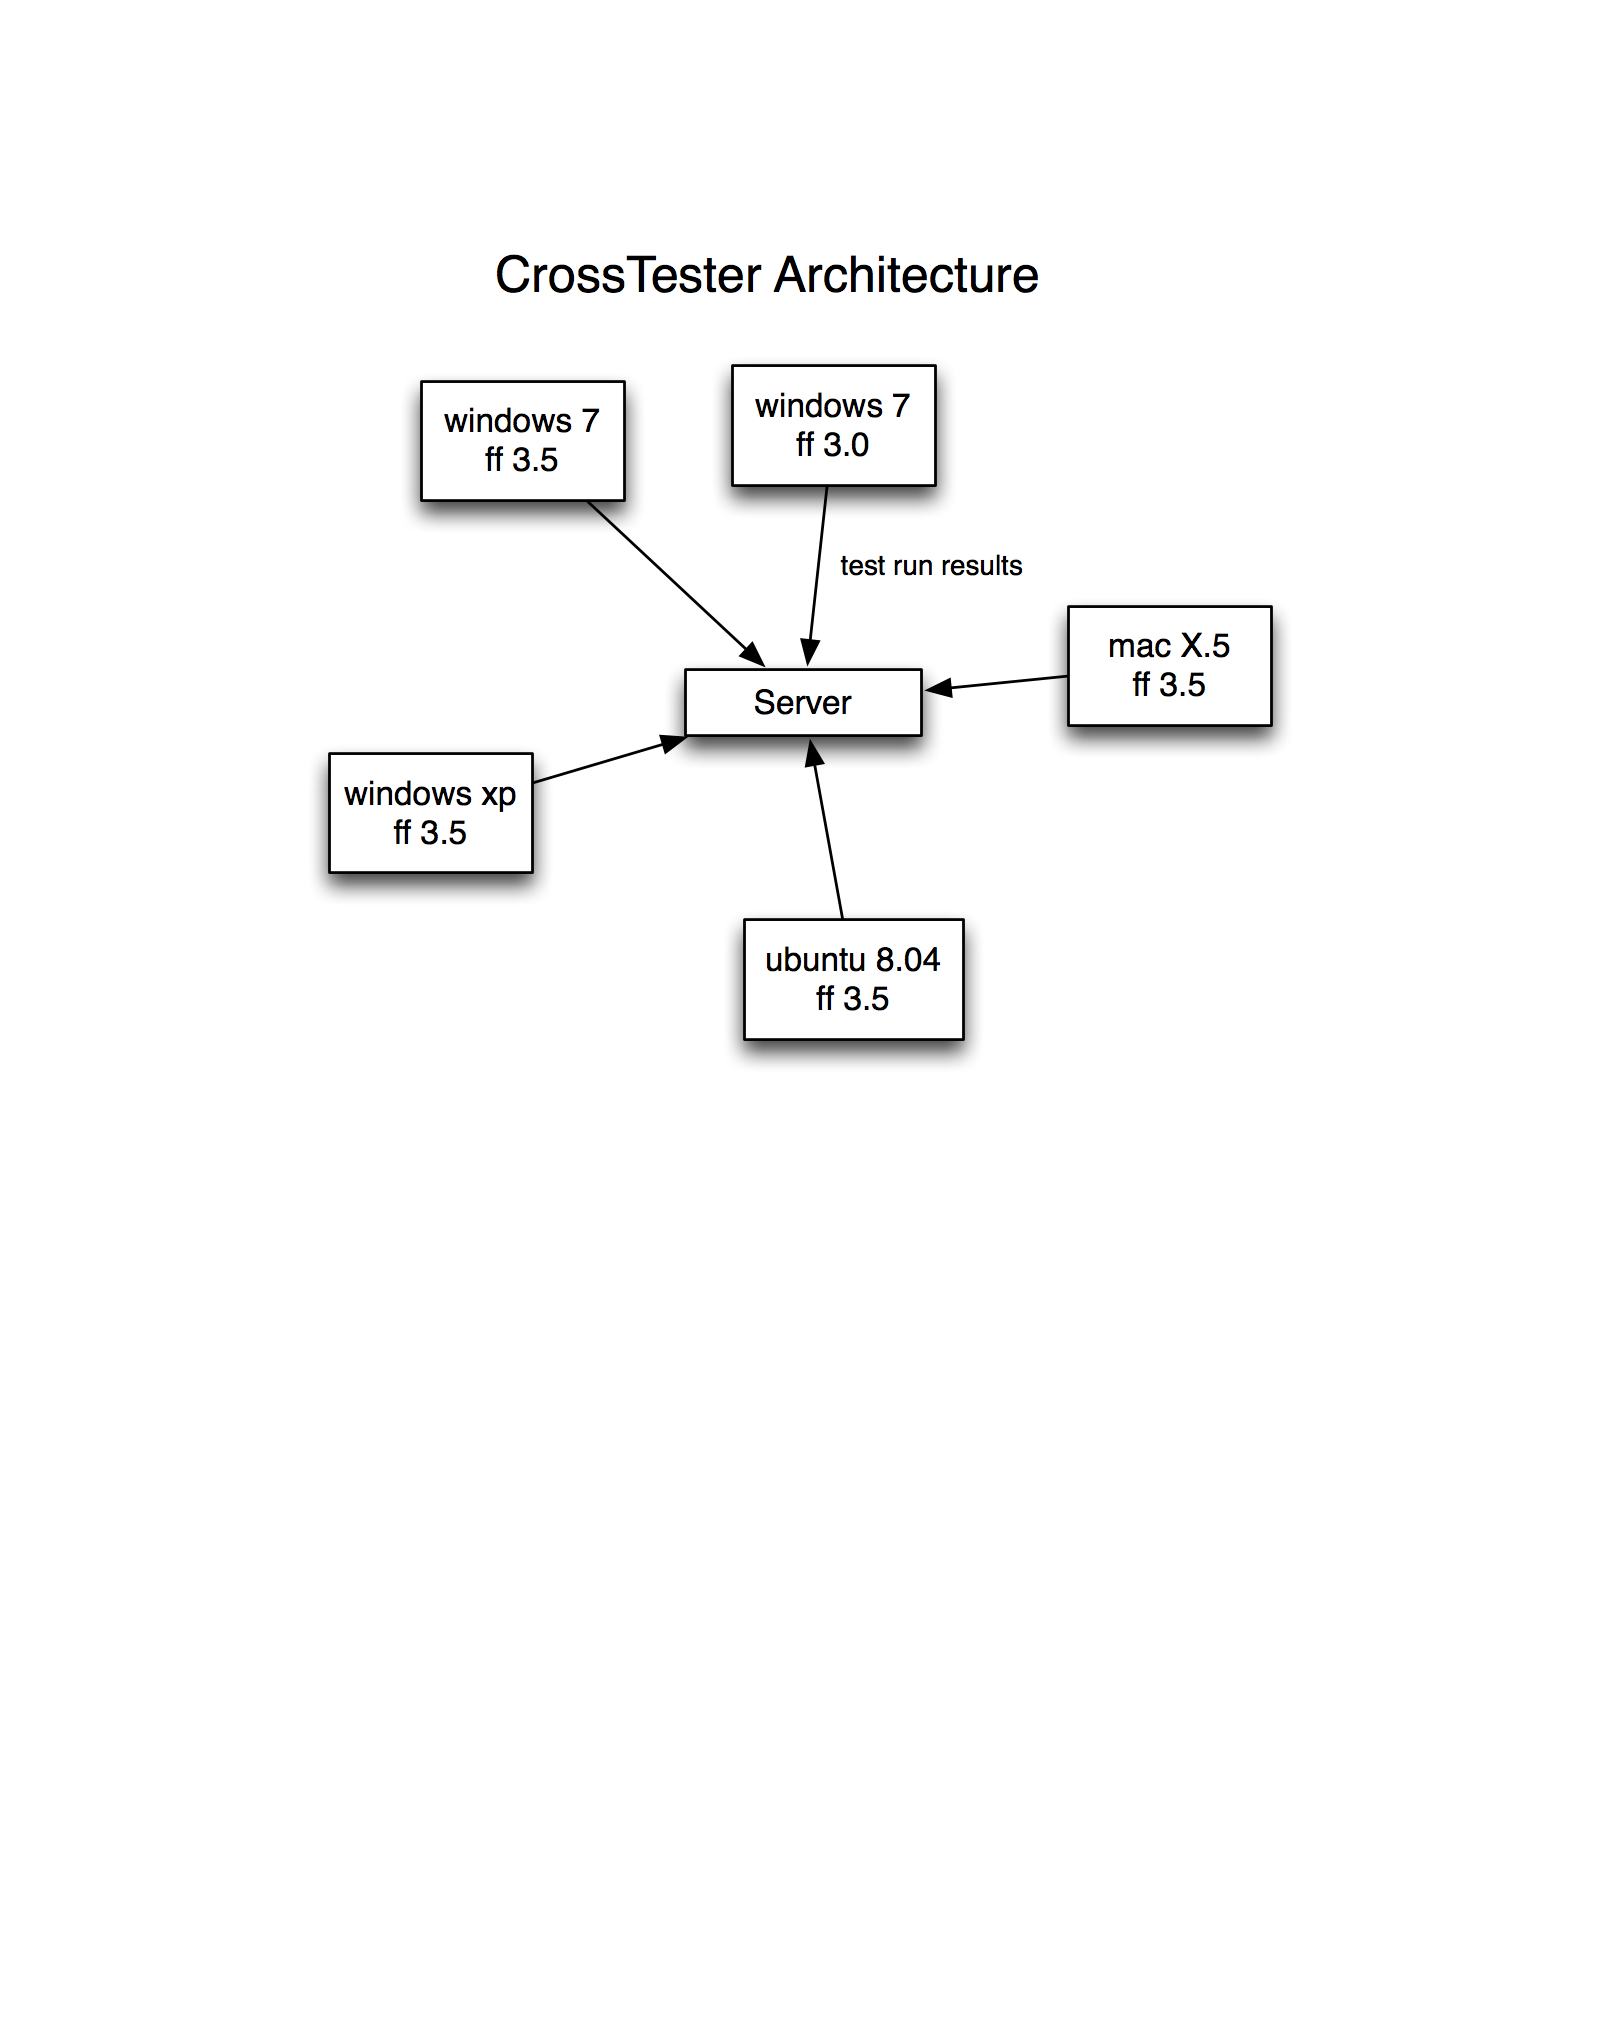 CrossTester Architecture
windows 7
ff 3.5
windows 7
ff 3.0
test run results
mac X.5
ff 3.5
Server
windows xp
ff 3.5
ubuntu 8.04
ff 3.5